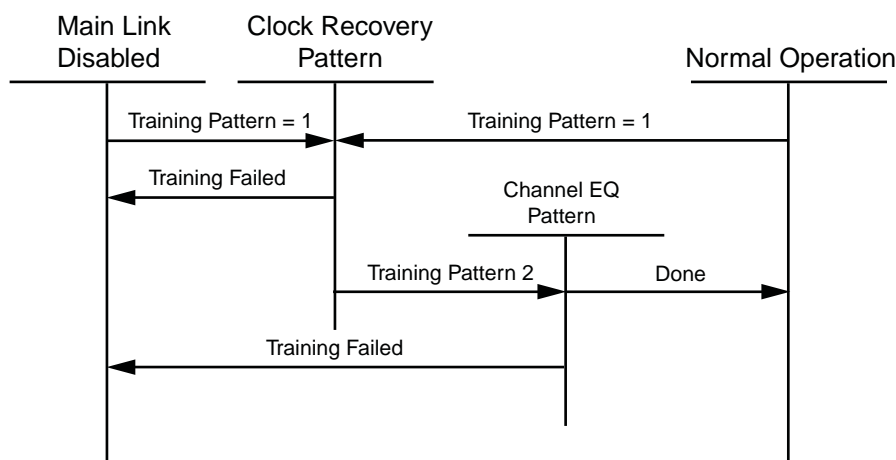 Main Link
Disabled
Clock Recovery
Pattern
Normal Operation
Training Pattern = 1
Training Pattern = 1
Training Failed
Channel EQ
Pattern
Training Pattern 2
Done
Training Failed